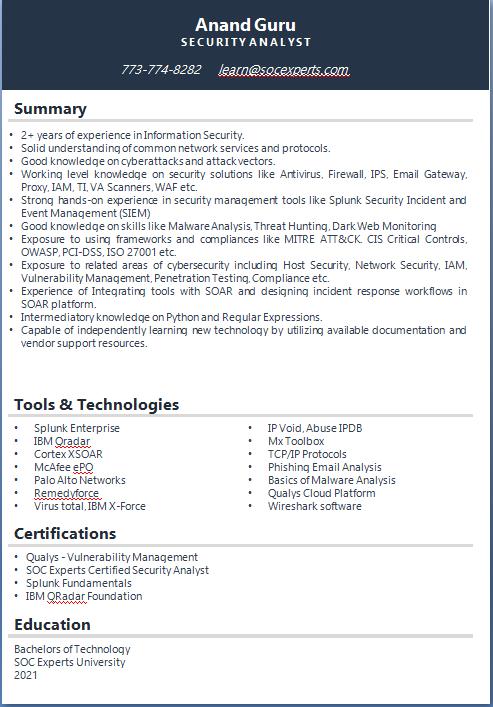 Anand Guru
SECURITY ANALYST
773-774-8282 learn@socexperts.com
Summary
• 2+ years of experience in Information Security.
• Solid understanding of common network services and protocols.
• Good knowledge on cyberattacks and attack vectors.
• Working level knowledge on security solutions like Antivirus, Firewall, IPS, Email Gateway,
Proxy, IAM, TI, VA Scanners, WAF etc.
• Strong hands-on experience in security management tools like Splunk Security Incident and
Event Management (SIEM)
• Good knowledge on skills like Malware Analysis, Threat Hunting, Dark Web Monitoring
• Exposure to using frameworks and compliances like MITRE ATT&CK. CIS Critical Controls,
OWASP, PCI-DSS, ISO 27001 etc.
• Exposure to related areas of cybersecurity including Host Security, Network Security, IAM,
Vulnerability Management, Penetration Testing, Compliance etc.
• Experience of Integrating tools with SOAR and designing incident response workflows in
SOAR platform.
• Intermediatory knowledge on Python and Regular Expressions.
• Capable of independently learning new technology by utilizing available documentation and
vendor support resources.
Tools & Technologies
• Splunk Enterprise
• IBM Qradar
• Cortex XSOAR
• McAfee ePO
• Palo Alto Networks
• Remedyforce
• Virus total, IBM X-Force
• IP Void, Abuse IPDB
• Mx Toolbox
• TCP/IP Protocols
• Phishing Email Analysis
• Basics of Malware Analysis
• Qualys Cloud Platform
• Wireshark software
Certifications
• Qualys - Vulnerability Management
• SOC Experts Certified Security Analyst
• Splunk Fundamentals
• IBM QRadar Foundation
Education
Bachelors of Technology
SOC Experts University
2021